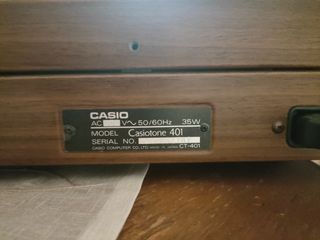 CASIO
AC V∿ 50/60Hz 35W
MODEL Casiotone 401
SERIAL NO.
CASIO COMPUTER CO., LTD. MADE IN JAPAN CT-401